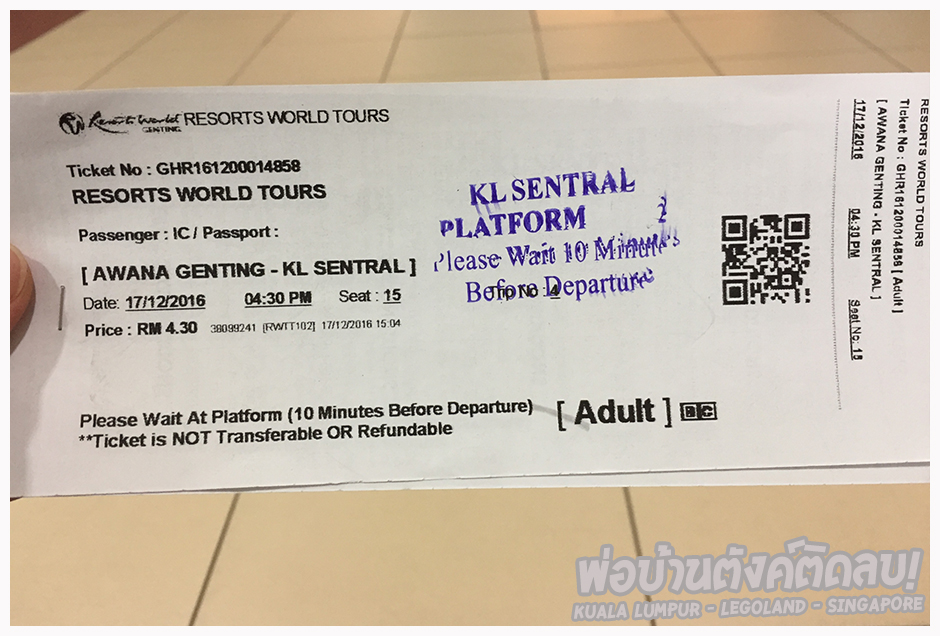 Resorts World
GENTING
RESORTS WORLD TOURS
Ticket No : GHR161200014858
RESORTS WORLD TOURS
Passenger : IC / Passport :
[ AWANA GENTING - KL SENTRAL ]
Date: 17/12/2016 04:30 PM Seat : 15
Price : RM 4.30 38099241 [RWTT102] 17/12/2016 15:04
KL SENTRAL
PLATFORM 2
Please Wait 10 Minutes
Before Departure
Trip No : 4
Please Wait At Platform (10 Minutes Before Departure)
**Ticket is NOT Transferable OR Refundable
[ Adult ] BC
RESORTS WORLD TOURS
Ticket No : GHR161200014858 [ Adult ]
[ AWANA GENTING - KL SENTRAL ]
17/12/2016 04:30 PM Seat No: 15
พ่อบ้านตังค์ติดลบ!
KUALA LUMPUR - LEGOLAND - SINGAPORE